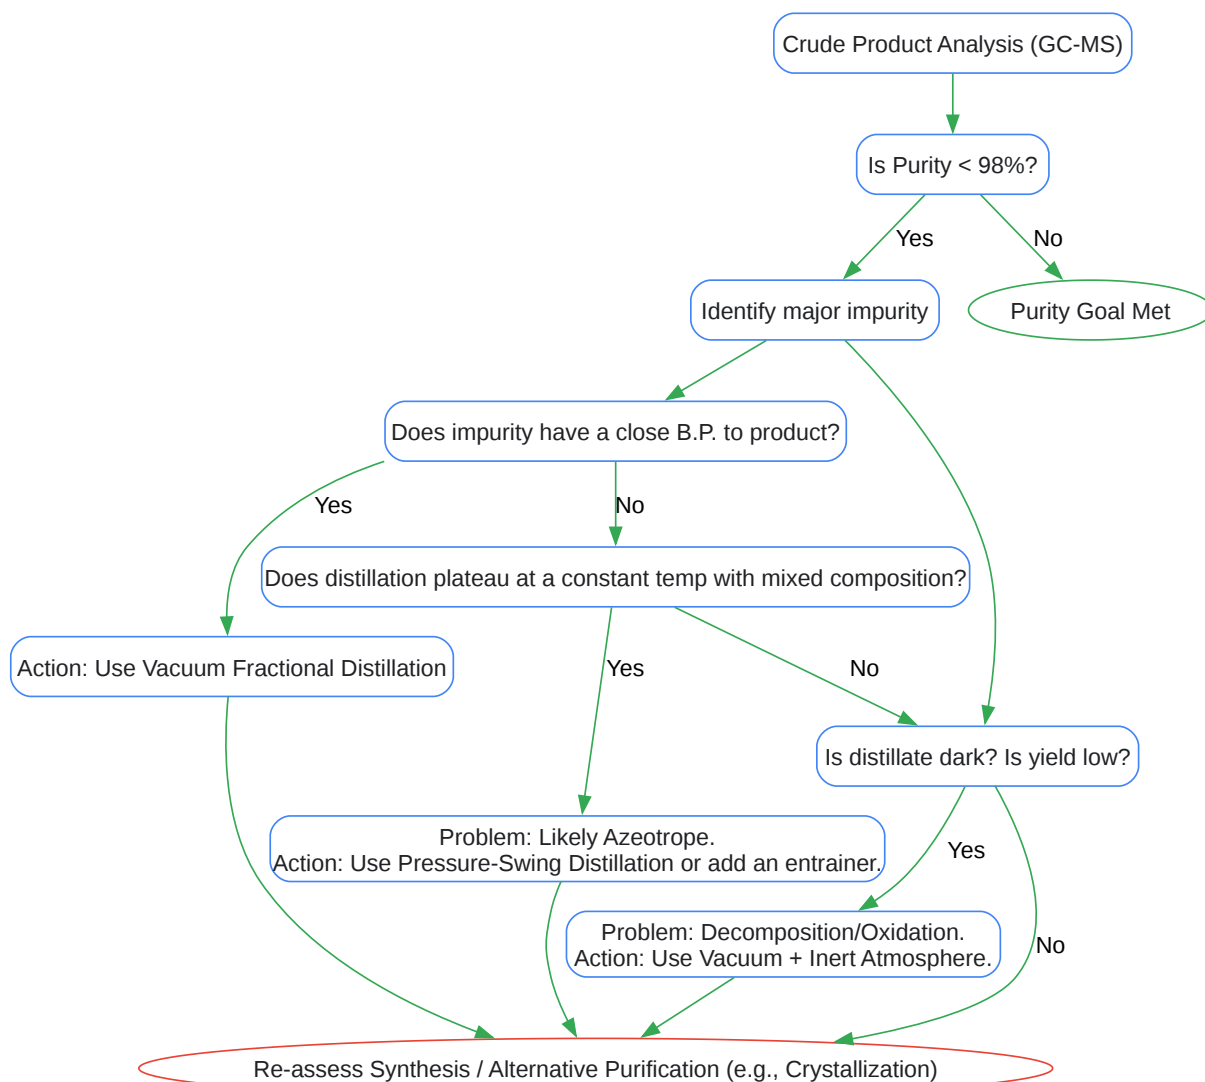 Crude Product Analysis (GC-MS)
Is Purity < 98%?
Yes
No
Identify major impurity
Purity Goal Met
Does impurity have a close B.P. to product?
Yes
No
Does distillation plateau at a constant temp with mixed composition?
Action: Use Vacuum Fractional Distillation
Yes
No
Is distillate dark? Is yield low?
Problem: Likely Azeotrope.
Action: Use Pressure-Swing Distillation or add an entrainer.
Yes
No
Problem: Decomposition/Oxidation.
Action: Use Vacuum + Inert Atmosphere.
Re-assess Synthesis / Alternative Purification (e.g., Crystallization)